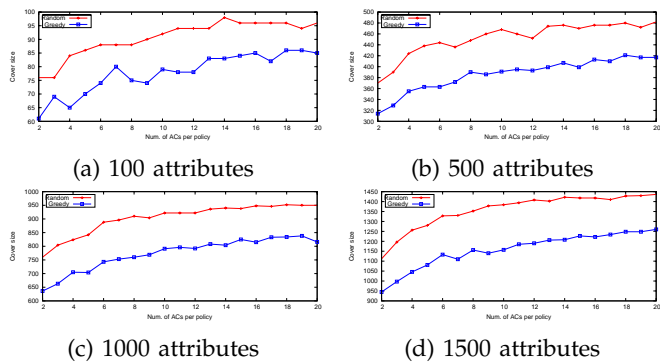 100
95
90
85
80
75
70
65
60
Random
Greedy
Cover size
2 4 6 8 10 12 14 16 18 20
Num. of ACs per policy
(a) 100 attributes
500
480
460
440
420
400
380
360
340
320
300
Random
Greedy
Cover size
2 4 6 8 10 12 14 16 18 20
Num. of ACs per policy
(b) 500 attributes
1000
950
900
850
800
750
700
650
600
Random
Greedy
Cover size
2 4 6 8 10 12 14 16 18 20
Num. of ACs per policy
(c) 1000 attributes
1450
1400
1350
1300
1250
1200
1150
1100
1050
1000
950
900
Random
Greedy
Cover size
2 4 6 8 10 12 14 16 18 20
Num. of ACs per policy
(d) 1500 attributes